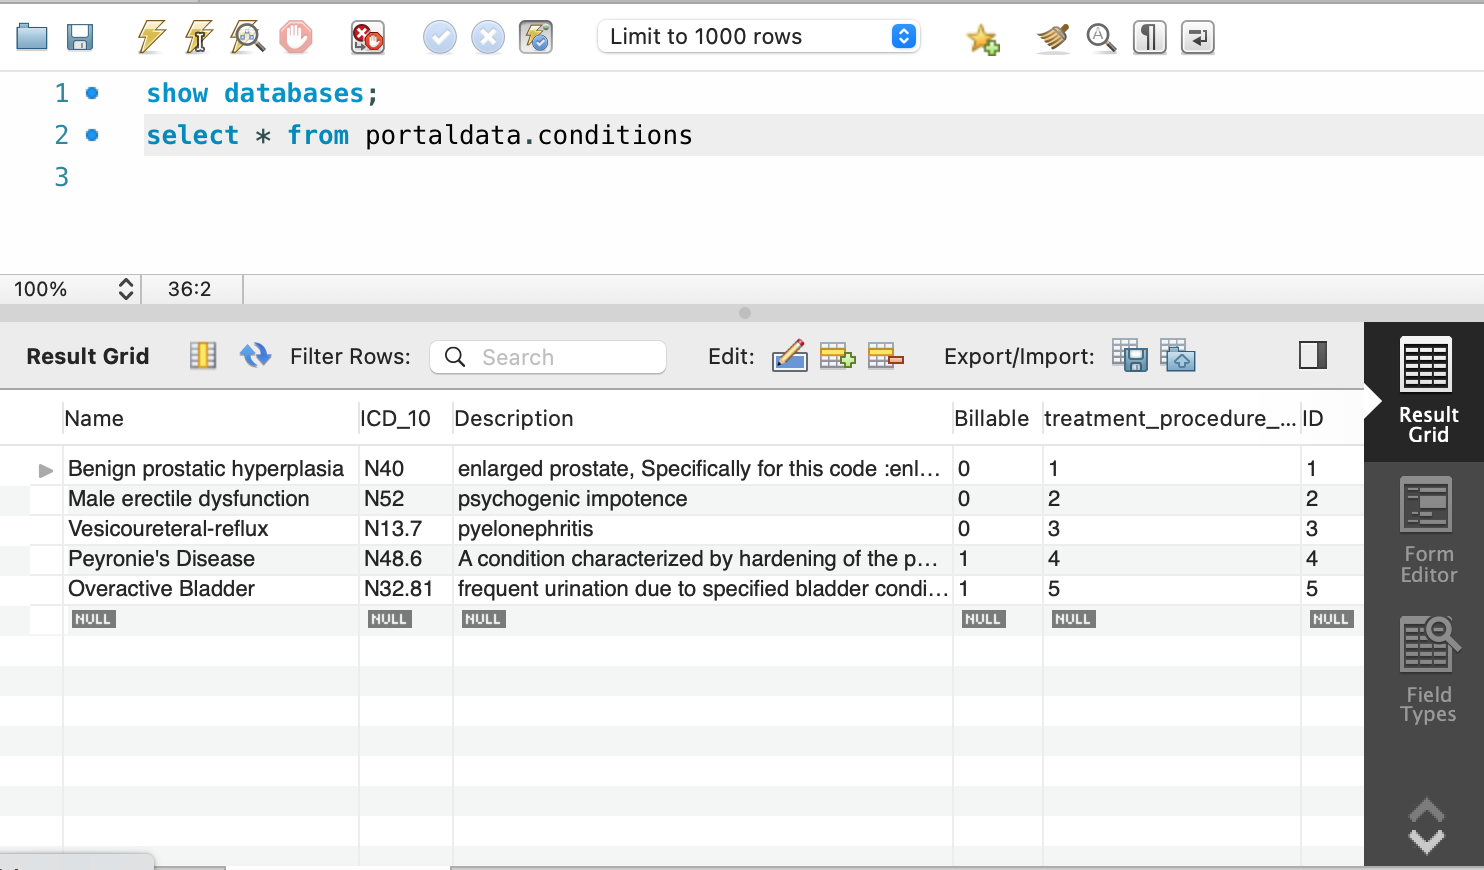 Limit to 1000 rows
1 show databases;
2 select * from portaldata.conditions
3
100% 36:2
Result Grid Filter Rows: Search Edit: Export/Import:
Name ICD_10 Description Billable treatment_procedure_... ID
Benign prostatic hyperplasia N40 enlarged prostate, Specifically for this code :enl... 0 1 1
Male erectile dysfunction N52 psychogenic impotence 0 2 2
Vesicoureteral-reflux N13.7 pyelonephritis 0 3 3
Peyronie's Disease N48.6 A condition characterized by hardening of the p... 1 4 4
Overactive Bladder N32.81 frequent urination due to specified bladder condi... 1 5 5
NULL NULL NULL NULL NULL NULL
Result
Grid
Form
Editor
Field
Types